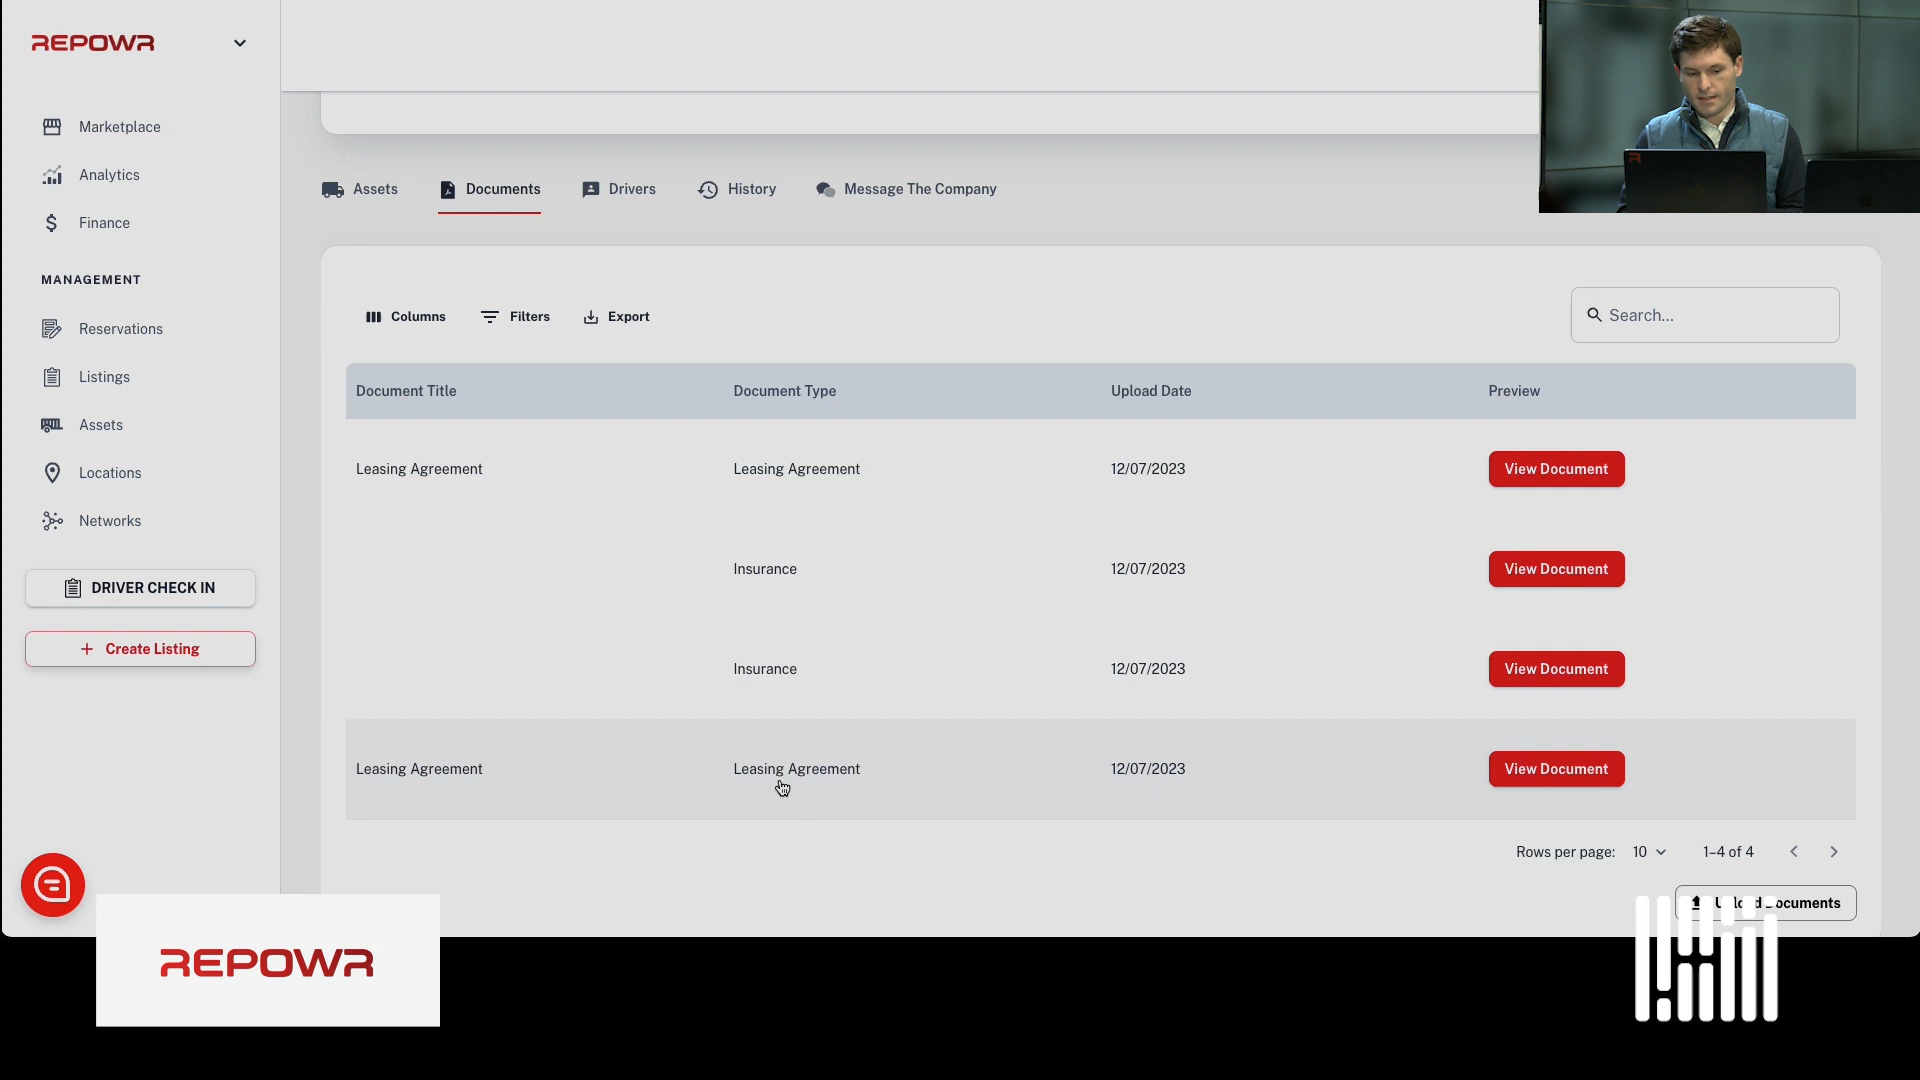 REPOWR
Marketplace
Analytics
Finance
MANAGEMENT
Reservations
Listings
Assets
Locations
Networks
DRIVER CHECK IN
+ Create Listing
Assets
Documents
Drivers
History
Message The Company
Columns
Filters
Export
Search...
Document Title Document Type Upload Date Preview
Leasing Agreement Leasing Agreement 12/07/2023 View Document
Insurance 12/07/2023 View Document
Insurance 12/07/2023 View Document
Leasing Agreement Leasing Agreement 12/07/2023 View Document
Rows per page: 10 1–4 of 4
Upload Documents
REPOWR